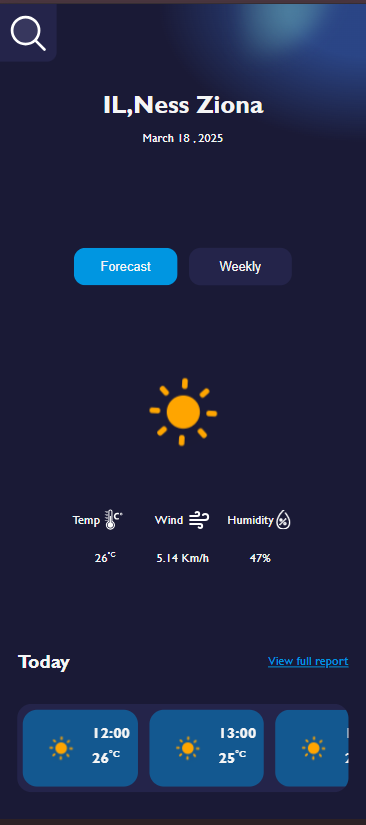 IL,Ness Ziona
March 18 , 2025
Forecast Weekly
Temp C° Wind Humidity %
26°C 5.14 Km/h 47%
Today View full report
12:00 13:00
26°C 25°C